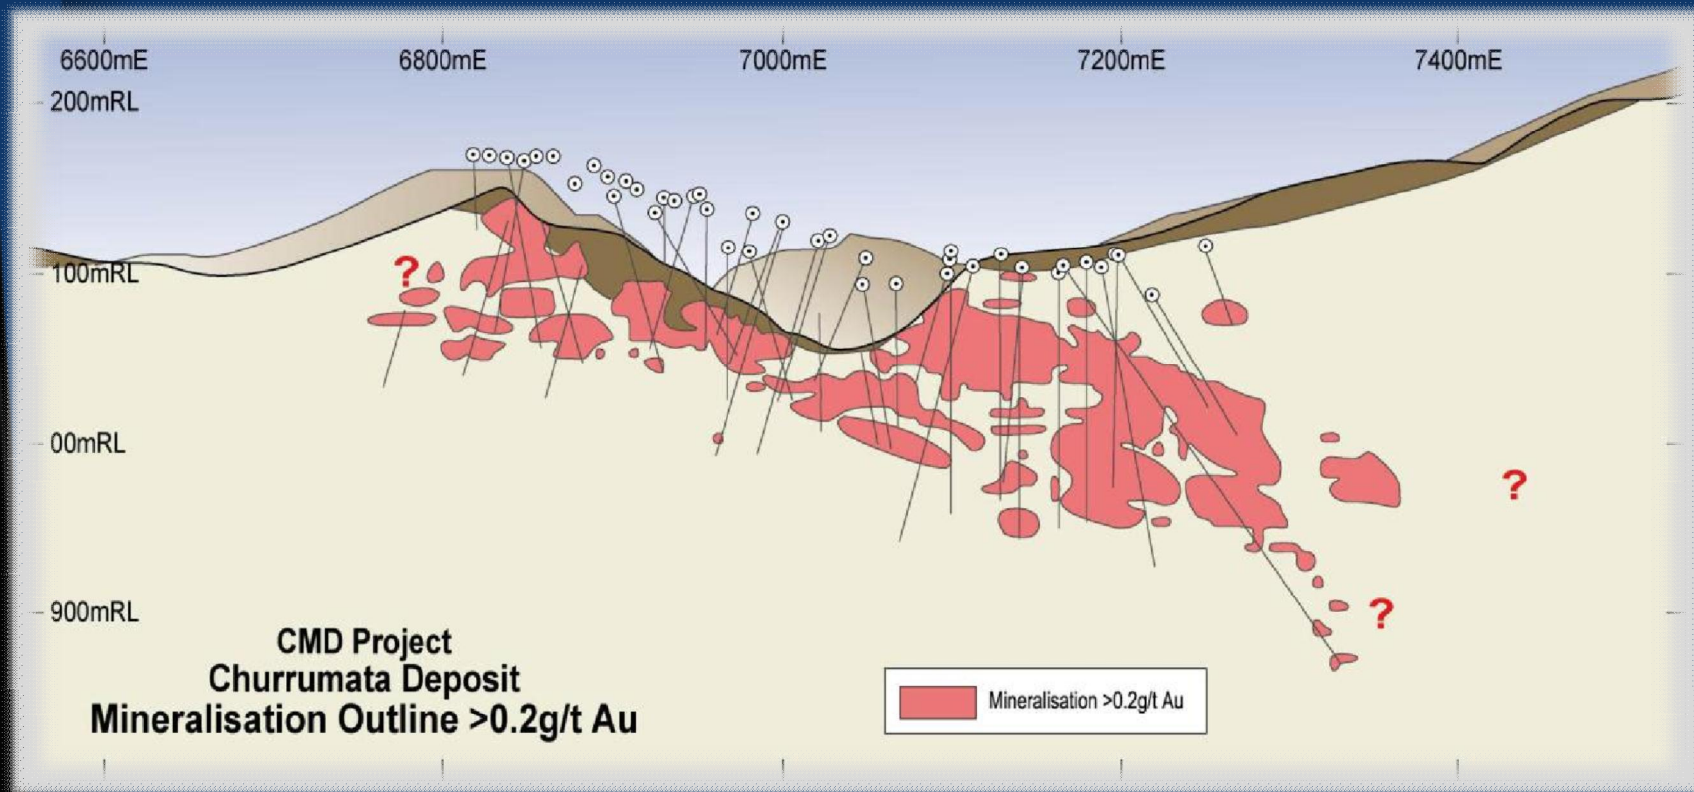 6600mE 6800mE 7000mE 7200mE 7400mE
200mRL
100mRL
00mRL
900mRL
?
?
?
CMD Project
Churrumata Deposit
Mineralisation Outline >0.2g/t Au
Mineralisation >0.2g/t Au